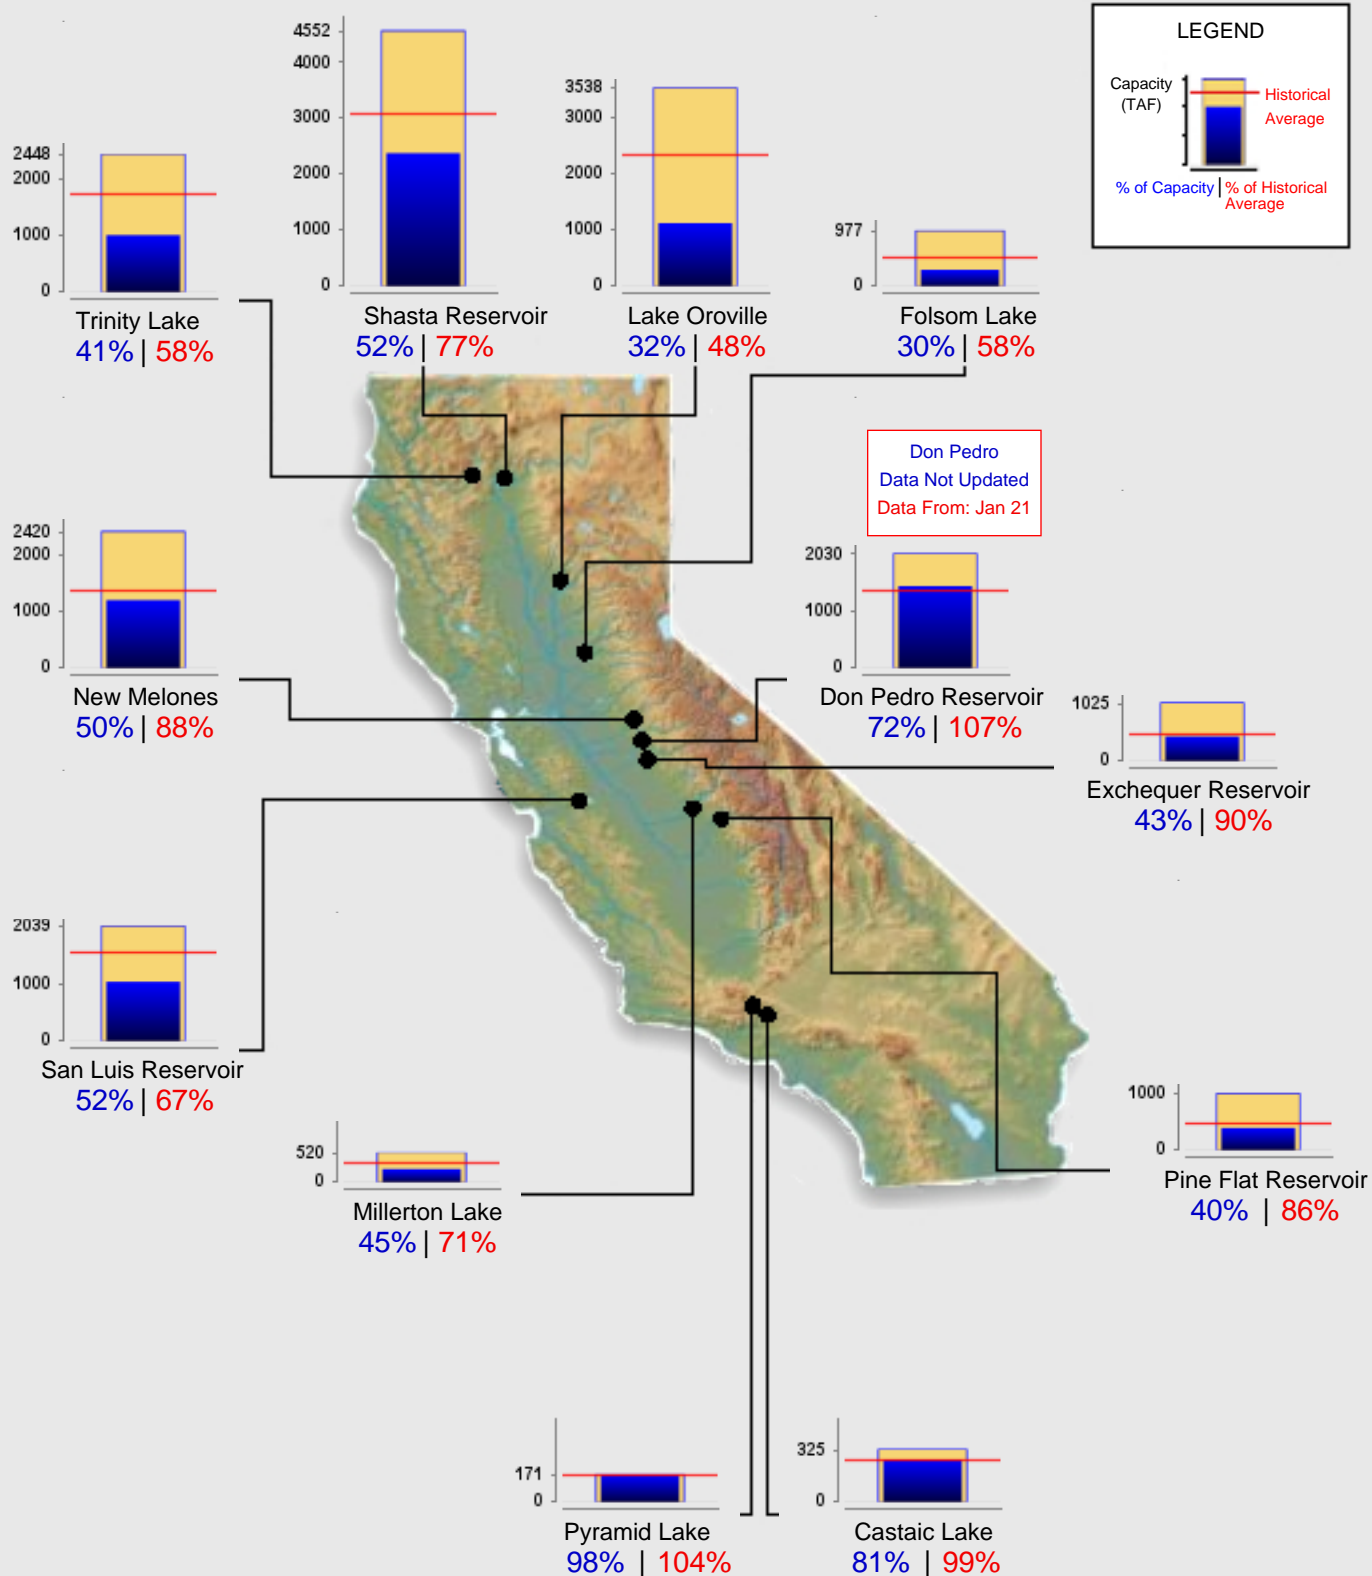 LEGEND
Capacity
(TAF)
Historical
Average
% of Capacity | % of Historical
Average
4552
4000
3000
2000
1000
0
Shasta Reservoir
52% | 77%
3538
3000
2000
1000
0
Lake Oroville
32% | 48%
2448
2000
1000
0
Trinity Lake
41% | 58%
977
0
Folsom Lake
30% | 58%
Don Pedro
Data Not Updated
Data From: Jan 21
2420
2000
1000
0
New Melones
50% | 88%
2030
1000
0
Don Pedro Reservoir
72% | 107%
1025
0
Exchequer Reservoir
43% | 90%
2039
1000
0
San Luis Reservoir
52% | 67%
520
0
Millerton Lake
45% | 71%
1000
0
Pine Flat Reservoir
40% | 86%
171
0
Pyramid Lake
98% | 104%
325
0
Castaic Lake
81% | 99%